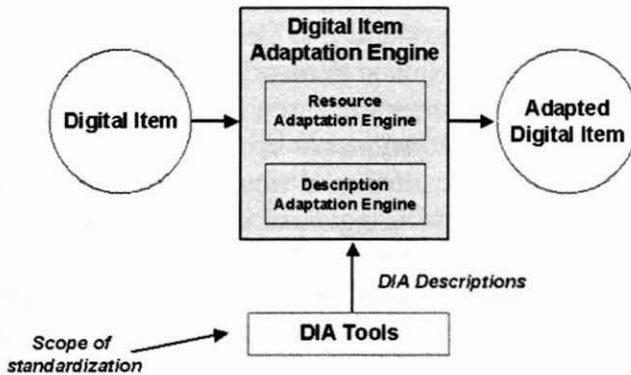 Digital Item
Adaptation Engine
Resource
Adaptation Engine
Description
Adaptation Engine
Digital Item
Adapted
Digital Item
DIA Descriptions
DIA Tools
Scope of
standardization